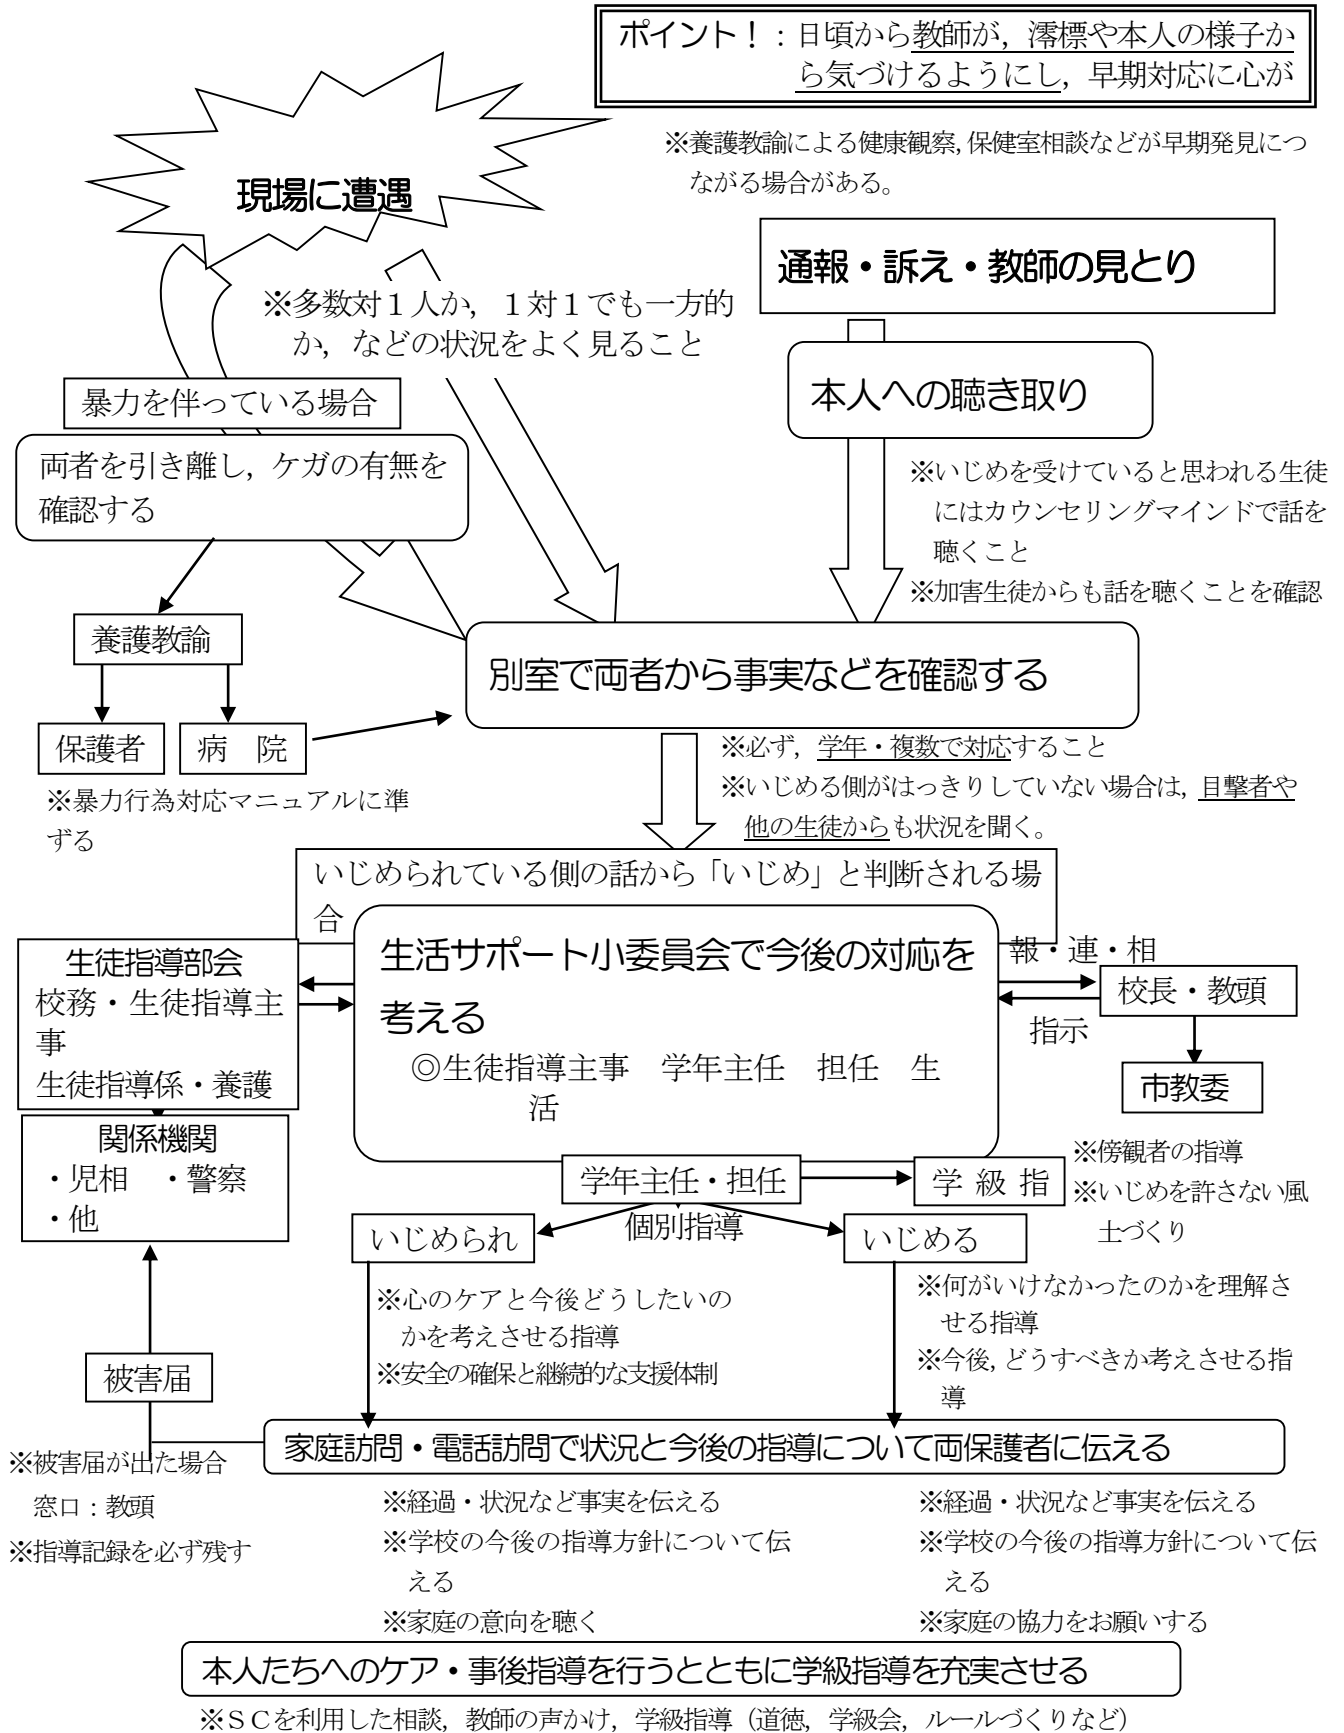 ポイント！：日頃から教師が，澪標や本人の様子か
ら気づけるようにし，早期対応に心が
※養護教諭による健康観察，保健室相談などが早期発見につ
ながる場合がある。
現場に遭遇
通報・訴え・教師の見とり
※多数対１人か，１対１でも一方的
か，などの状況をよく見ること
本人への聴き取り
暴力を伴っている場合
両者を引き離し，ケガの有無を
確認する
※いじめを受けていると思われる生徒
にはカウンセリングマインドで話を
聴くこと
※加害生徒からも話を聴くことを確認
養護教諭
別室で両者から事実などを確認する
保護者
病　院
※暴力行為対応マニュアルに準
ずる
※必ず，学年・複数で対応すること
※いじめる側がはっきりしていない場合は，目撃者や
他の生徒からも状況を聞く。
いじめられている側の話から「いじめ」と判断される場
合
生活サポート小委員会で今後の対応を
考える
◎生徒指導主事　学年主任　担任　生
活
生徒指導部会
校務・生徒指導主
事
生徒指導係・養護
報・連・相
校長・教頭
指示
市教委
関係機関
・児相　・警察
・他
学年主任・担任
学 級 指
※傍観者の指導
※いじめを許さない風
土づくり
個別指導
いじめられ
いじめる
※心のケアと今後どうしたいの
かを考えさせる指導
※安全の確保と継続的な支援体制
※何がいけなかったのかを理解さ
せる指導
※今後，どうすべきか考えさせる指
導
被害届
家庭訪問・電話訪問で状況と今後の指導について両保護者に伝える
※被害届が出た場合
窓口：教頭
※指導記録を必ず残す
※経過・状況など事実を伝える
※学校の今後の指導方針について伝
える
※家庭の意向を聴く
※経過・状況など事実を伝える
※学校の今後の指導方針について伝
える
※家庭の協力をお願いする
本人たちへのケア・事後指導を行うとともに学級指導を充実させる
※ＳＣを利用した相談，教師の声かけ，学級指導（道徳，学級会，ルールづくりなど）